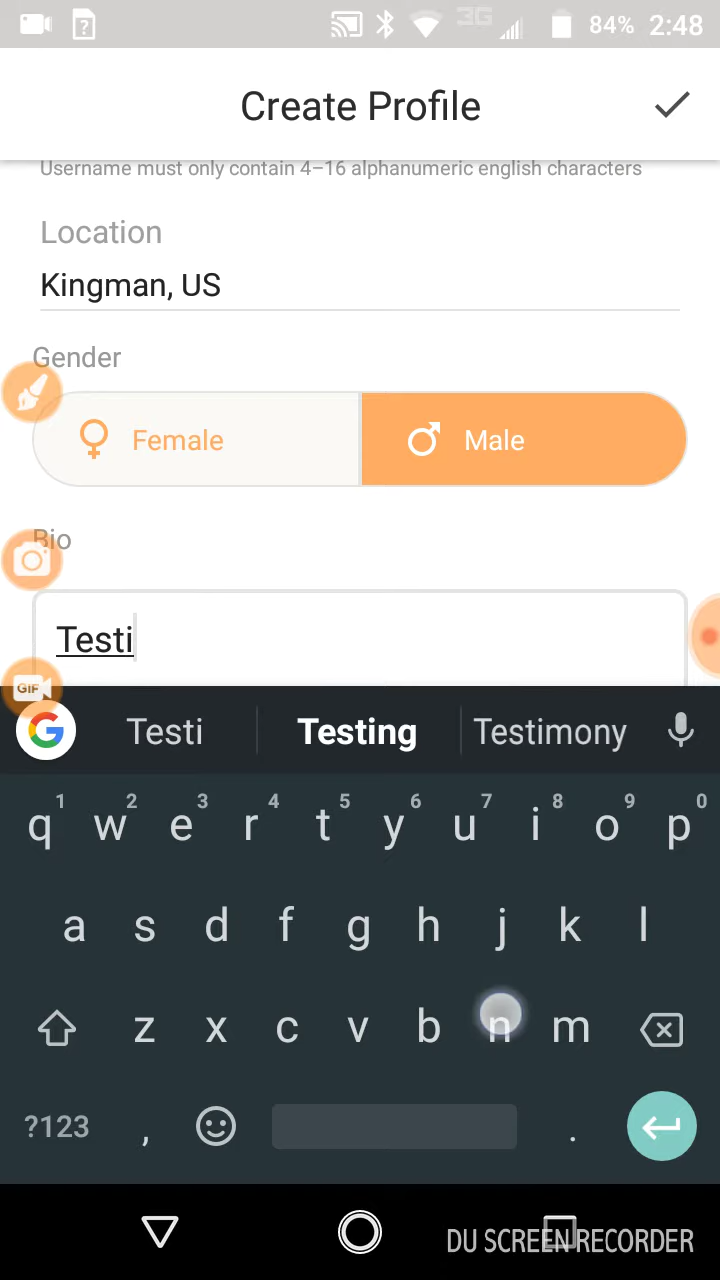 3G 84% 2:48
Create Profile
Username must only contain 4–16 alphanumeric english characters
Location
Kingman, US
Gender
Female Male
Bio
Testi
GIF
G Testi Testing Testimony
1 2 3 4 5 6 7 8 9 0
q w e r t y u i o p
a s d f g h j k l
z x c v b n m
?123 , .
DU SCREEN RECORDER